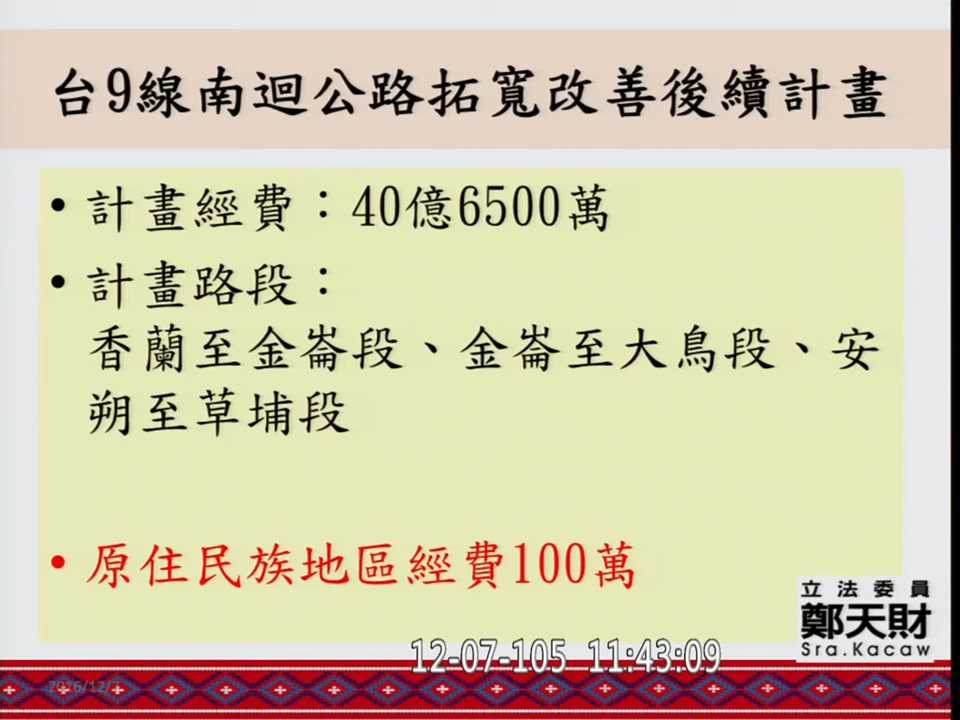 台9線南迴公路拓寬改善後續計畫
• 計畫經費：40億6500萬
• 計畫路段：
香蘭至金崙段、金崙至大鳥段、安
朔至草埔段
• 原住民族地區經費100萬
立法委員
鄭天財
Sra.Kacaw
12-07-105 11:43:09
2016/12/7